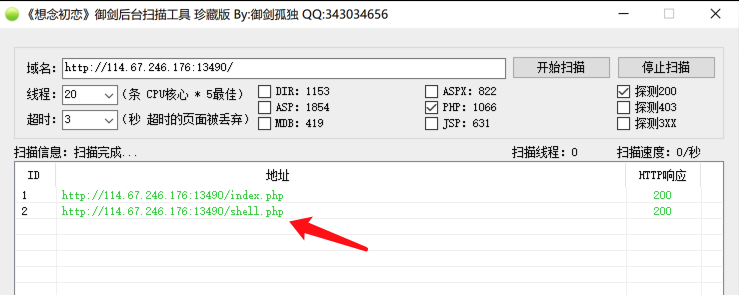 《想念初恋》御剑后台扫描工具 珍藏版 By:御剑孤独 QQ:343034656
域名: http://114.67.246.176:13490/ 开始扫描 停止扫描
线程: 20 (条 CPU核心 * 5最佳) DIR: 1153 ASPX: 822 探测200
ASP: 1854 PHP: 1066 探测403
超时: 3 (秒 超时的页面被丢弃) MDB: 419 JSP: 631 探测3XX
扫描信息: 扫描完成... 扫描线程: 0 扫描速度: 0/秒
ID 地址 HTTP响应
1 http://114.67.246.176:13490/index.php 200
2 http://114.67.246.176:13490/shell.php 200